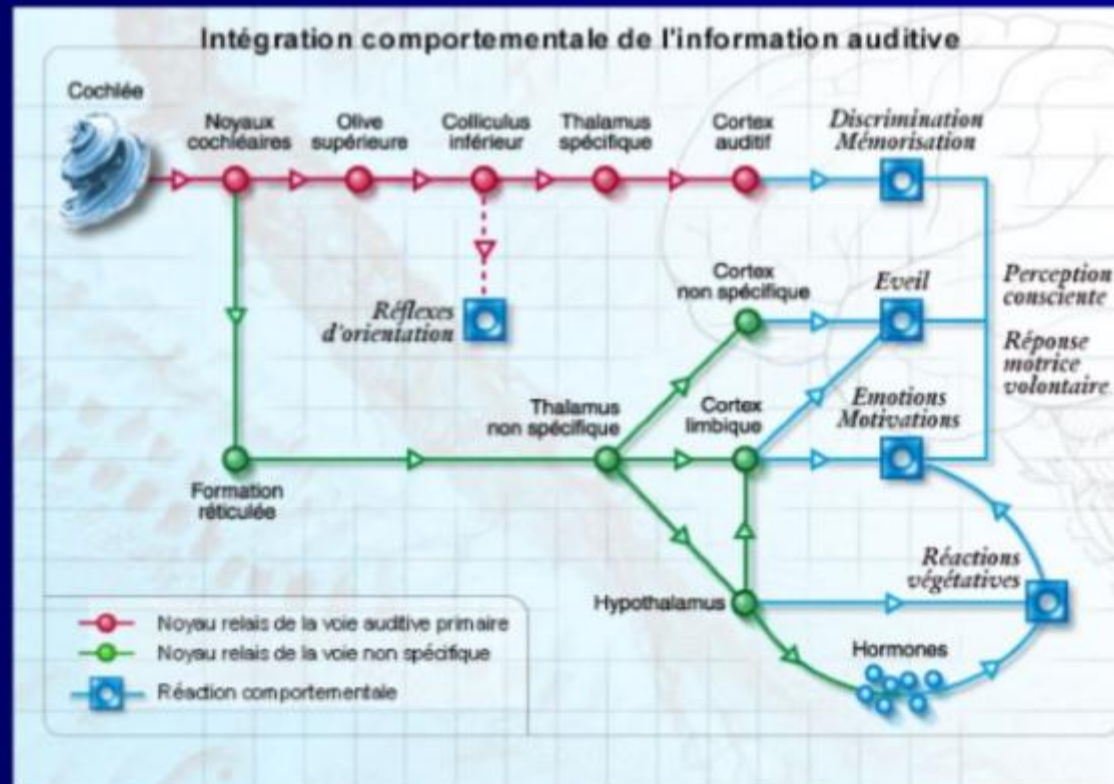 Intégration comportementale de l'information auditive
Cochlée
Noyaux
cochléaires
Olive
supérieure
Colliculus
inférieur
Thalamus
spécifique
Cortex
auditif
Discrimination
Mémorisation
Réflexes
d'orientation
Cortex
non spécifique
Eveil
Perception
consciente
Réponse
motrice
volontaire
Thalamus
non spécifique
Cortex
limbique
Emotions
Motivations
Formation
réticulée
Hypothalamus
Réactions
végétatives
Hormones
Noyau relais de la voie auditive primaire
Noyau relais de la voie non spécifique
Réaction comportementale